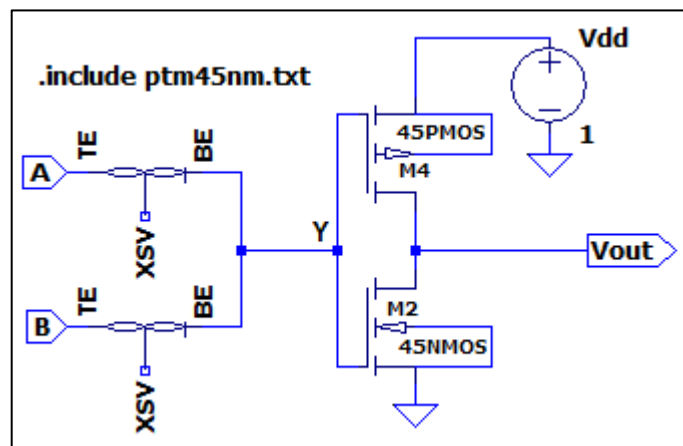 .include ptm45nm.txt
Vdd
1
45PMOS
M4
A
TE
BE
XSV
Y
Vout
B
TE
BE
XSV
M2
45NMOS